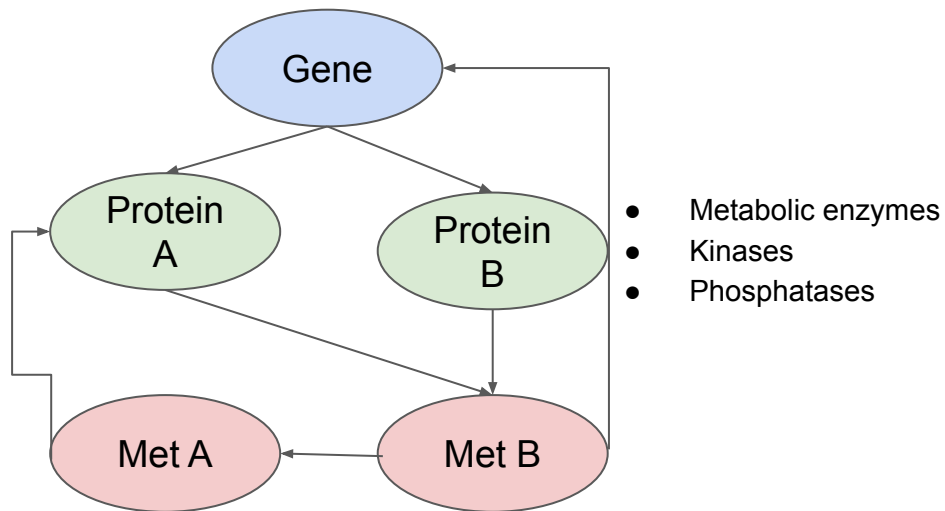 Gene
Protein
A
Protein
B
● Metabolic enzymes
● Kinases
● Phosphatases
Met A
Met B